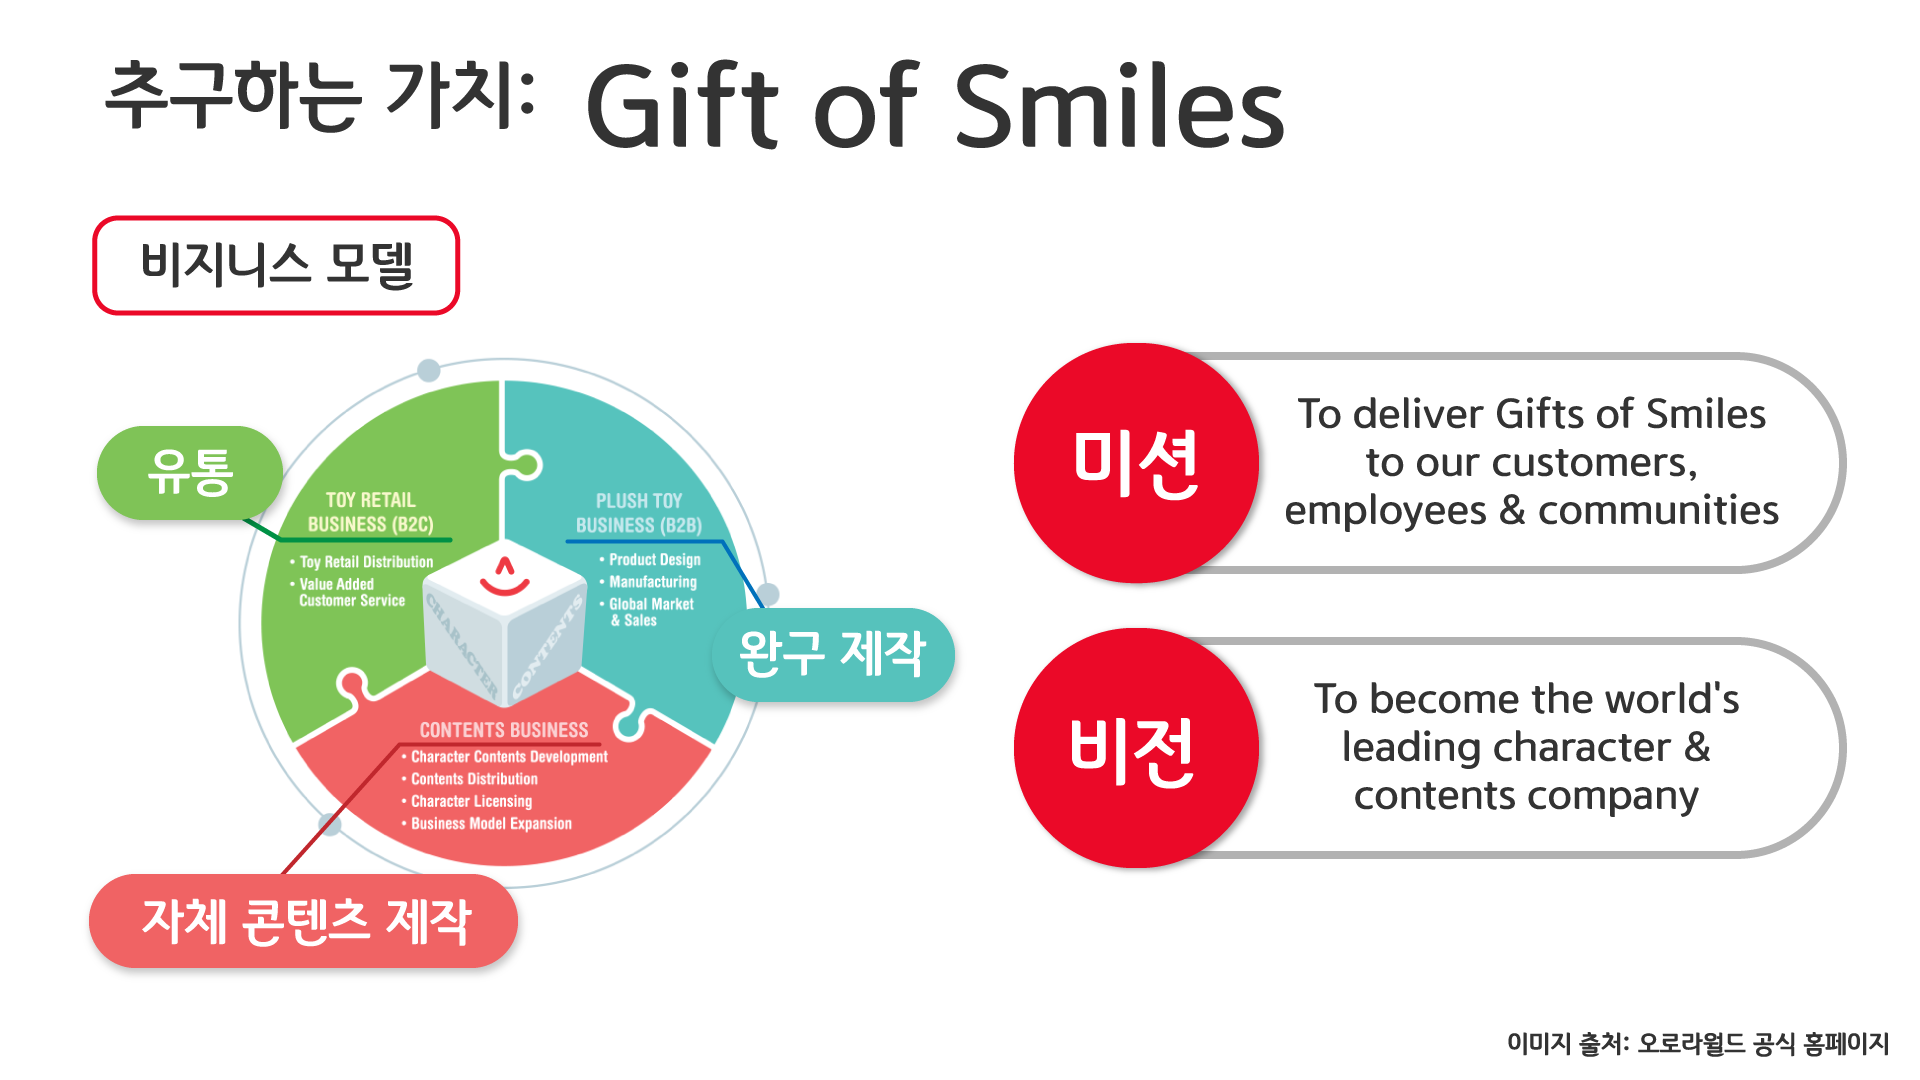 추구하는 가치: Gift of Smiles
비지니스 모델
유통
TOY RETAIL
BUSINESS (B2C)
• Toy Retail Distribution
• Value Added
Customer Service
PLUSH TOY
BUSINESS (B2B)
• Product Design
• Manufacturing
• Global Market
& Sales
완구 제작
CHARACTER
CONTENTS
CONTENTS BUSINESS
• Character Contents Development
• Contents Distribution
• Character Licensing
• Business Model Expansion
자체 콘텐츠 제작
미션
To deliver Gifts of Smiles
to our customers,
employees & communities
비전
To become the world's
leading character &
contents company
이미지 출처: 오로라월드 공식 홈페이지